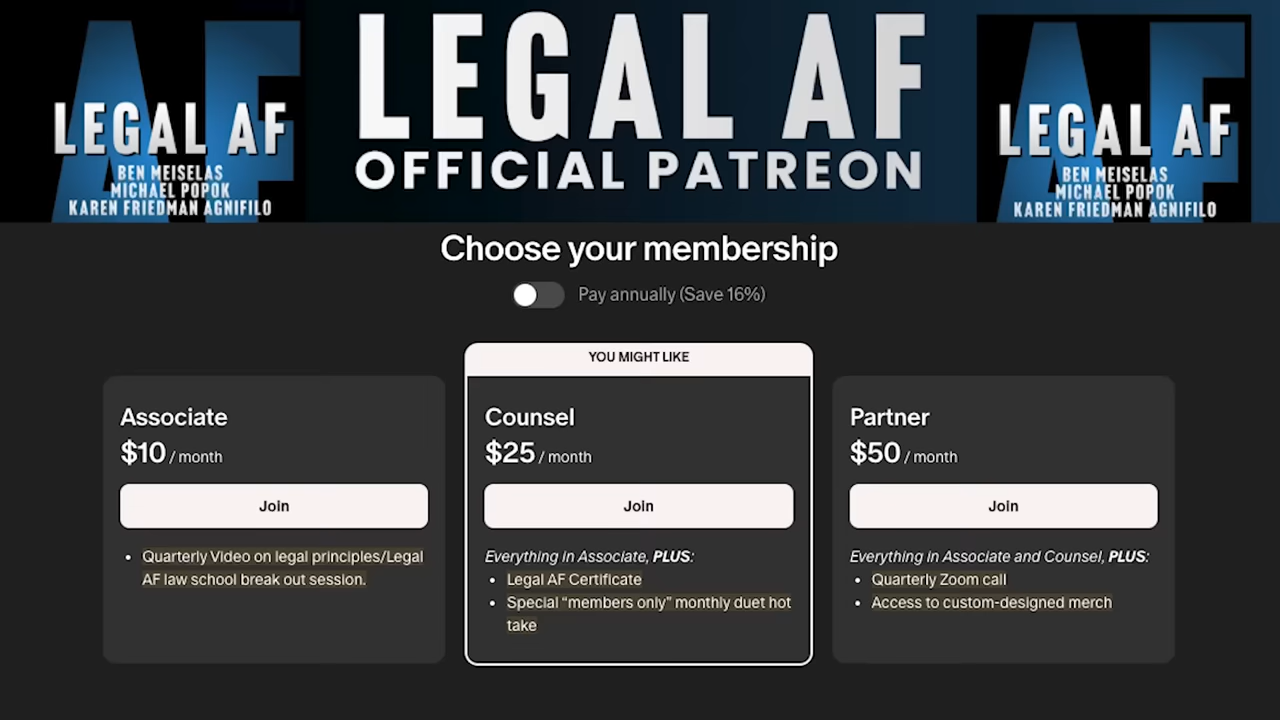 LEGAL AF
BEN MEISELAS
MICHAEL POPOK
KAREN FRIEDMAN AGNIFILO
LEGAL AF
OFFICIAL PATREON
LEGAL AF
BEN MEISELAS
MICHAEL POPOK
KAREN FRIEDMAN AGNIFILO
Choose your membership
Pay annually (Save 16%)
Associate
$10 / month
Join
Quarterly Video on legal principles/Legal
AF law school break out session.
YOU MIGHT LIKE
Counsel
$25 / month
Join
Everything in Associate, PLUS:
Legal AF Certificate
Special “members only” monthly duet hot
take
Partner
$50 / month
Join
Everything in Associate and Counsel, PLUS:
Quarterly Zoom call
Access to custom-designed merch